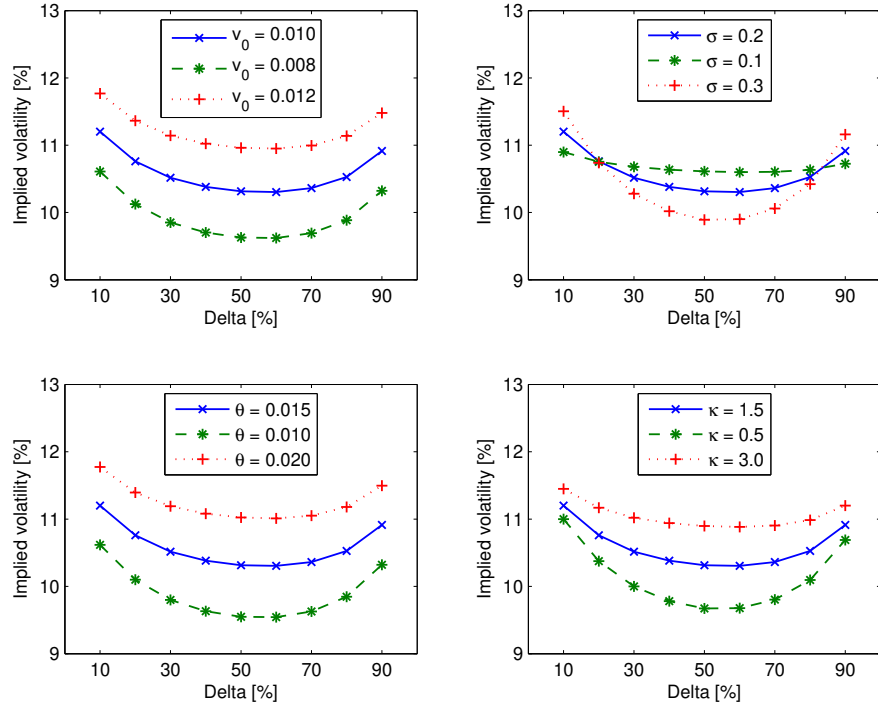 13
12
11
10
9
Implied volatility [%]
v0 = 0.010
v0 = 0.008
v0 = 0.012
10 30 50 70 90
Delta [%]
13
12
11
10
9
Implied volatility [%]
σ = 0.2
σ = 0.1
σ = 0.3
10 30 50 70 90
Delta [%]
13
12
11
10
9
Implied volatility [%]
θ = 0.015
θ = 0.010
θ = 0.020
10 30 50 70 90
Delta [%]
13
12
11
10
9
Implied volatility [%]
κ = 1.5
κ = 0.5
κ = 3.0
10 30 50 70 90
Delta [%]